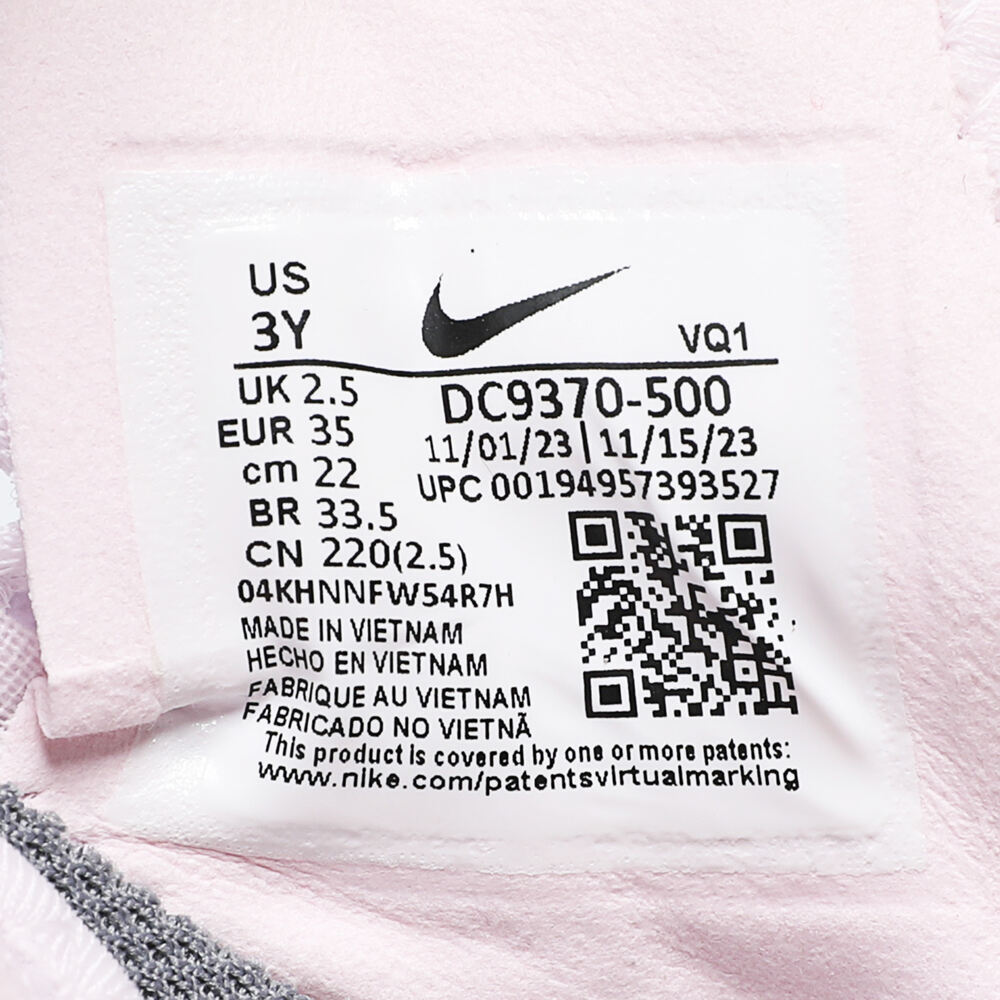 US
3Y
VQ1
UK 2.5
EUR 35
cm 22
BR 33.5
CN 220(2.5)
DC9370-500
11/01/23 | 11/15/23
UPC 00194957393527
04KHNNFW54R7H
MADE IN VIETNAM
HECHO EN VIETNAM
FABRIQUE AU VIETNAM
FABRICADO NO VIETNÃ
This product is covered by one or more patents:
www.nike.com/patentsvirtualmarking